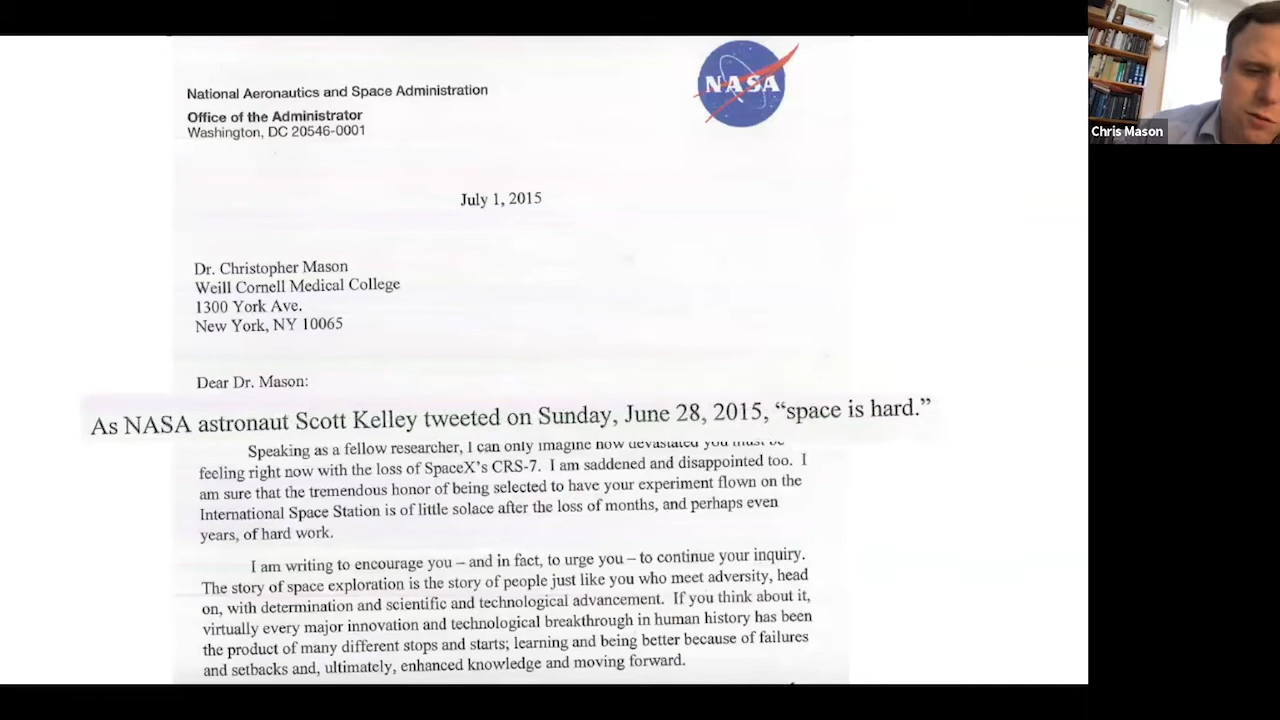 National Aeronautics and Space Administration
Office of the Administrator
Washington, DC 20546-0001
NASA
July 1, 2015
Chris Mason
Dr. Christopher Mason
Weill Cornell Medical College
1300 York Ave.
New York, NY 10065
Dear Dr. Mason:
As NASA astronaut Scott Kelley tweeted on Sunday, June 28, 2015, “space is hard.”
Speaking as a fellow researcher, I can only imagine how devastated you must be
feeling right now with the loss of SpaceX's CRS-7. I am saddened and disappointed too. I
am sure that the tremendous honor of being selected to have your experiment flown on the
International Space Station is of little solace after the loss of months, and perhaps even
years, of hard work.
I am writing to encourage you – and in fact, to urge you – to continue your inquiry.
The story of space exploration is the story of people just like you who meet adversity, head
on, with determination and scientific and technological advancement. If you think about it,
virtually every major innovation and technological breakthrough in human history has been
the product of many different stops and starts; learning and being better because of failures
and setbacks and, ultimately, enhanced knowledge and moving forward.